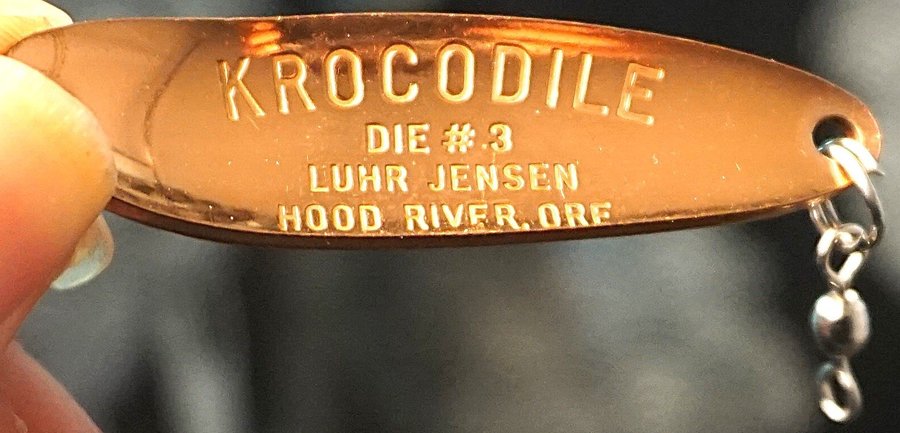 KROCODILE
DIE # 3
LUHR JENSEN
HOOD RIVER, ORE